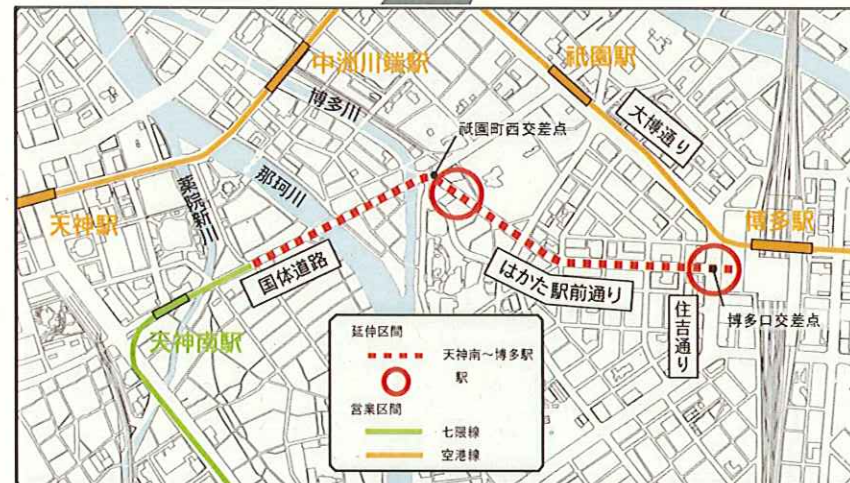 中洲川端駅
祇園駅
博多川
大博通り
祇園町西交差点
那珂川
薬院新川
天神駅
博多駅
国体道路
はかた駅前通り
住吉通り
博多口交差点
天神南駅
延伸区間
天神南～博多駅
駅
営業区間
七隈線
空港線